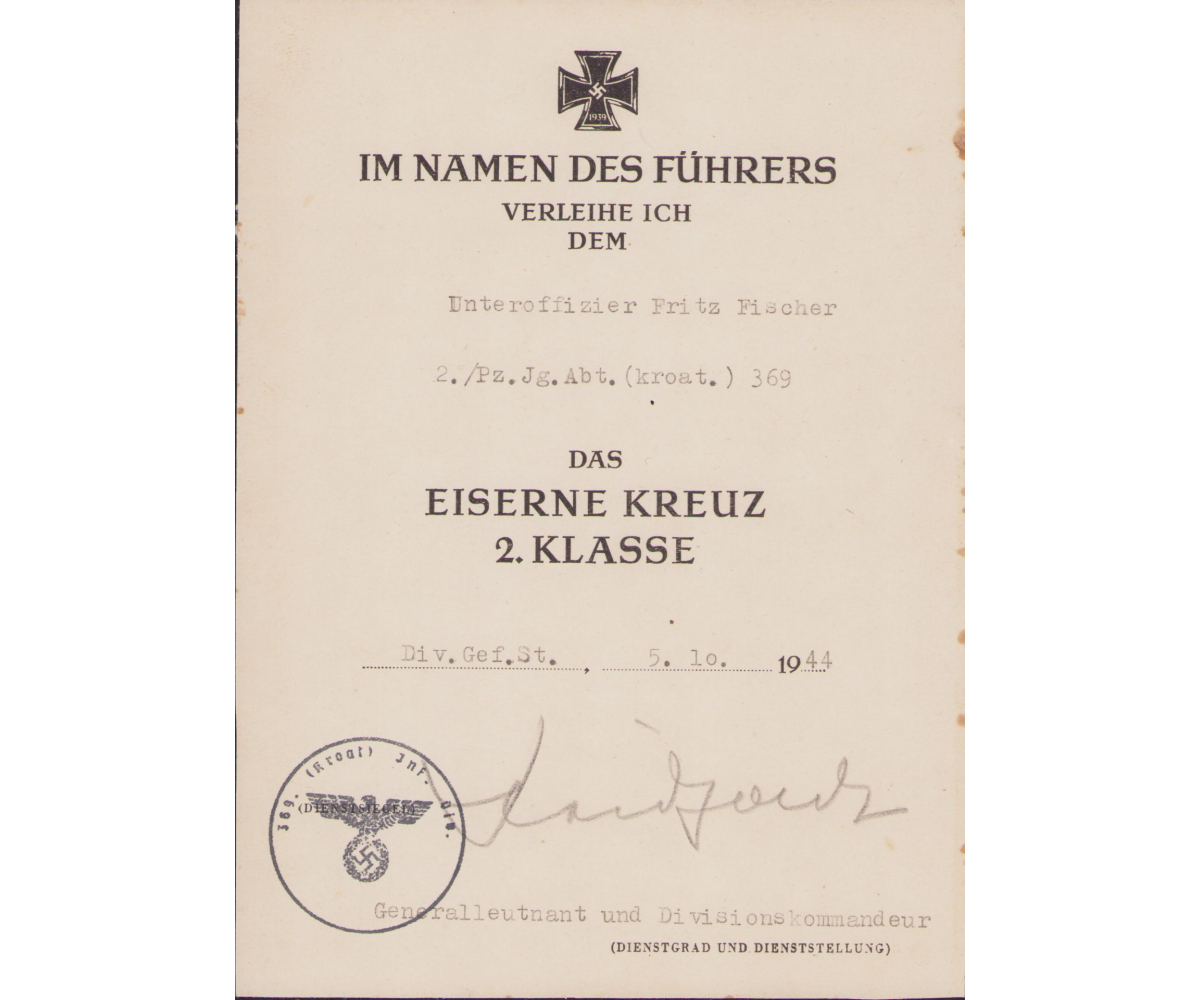 1939
IM NAMEN DES FÜHRERS
VERLEIHE ICH
DEM
Unteroffizier Fritz Fischer
2./Pz.Jg.Abt.(kroat.) 369
DAS
EISERNE KREUZ
2. KLASSE
Div.Gef.St. , 5. lo. 1944
369. (Kroat) Inf. Div.
(DIENSTSIEGEL)
Generalleutnant und Divisionskommandeur
(DIENSTGRAD UND DIENSTSTELLUNG)